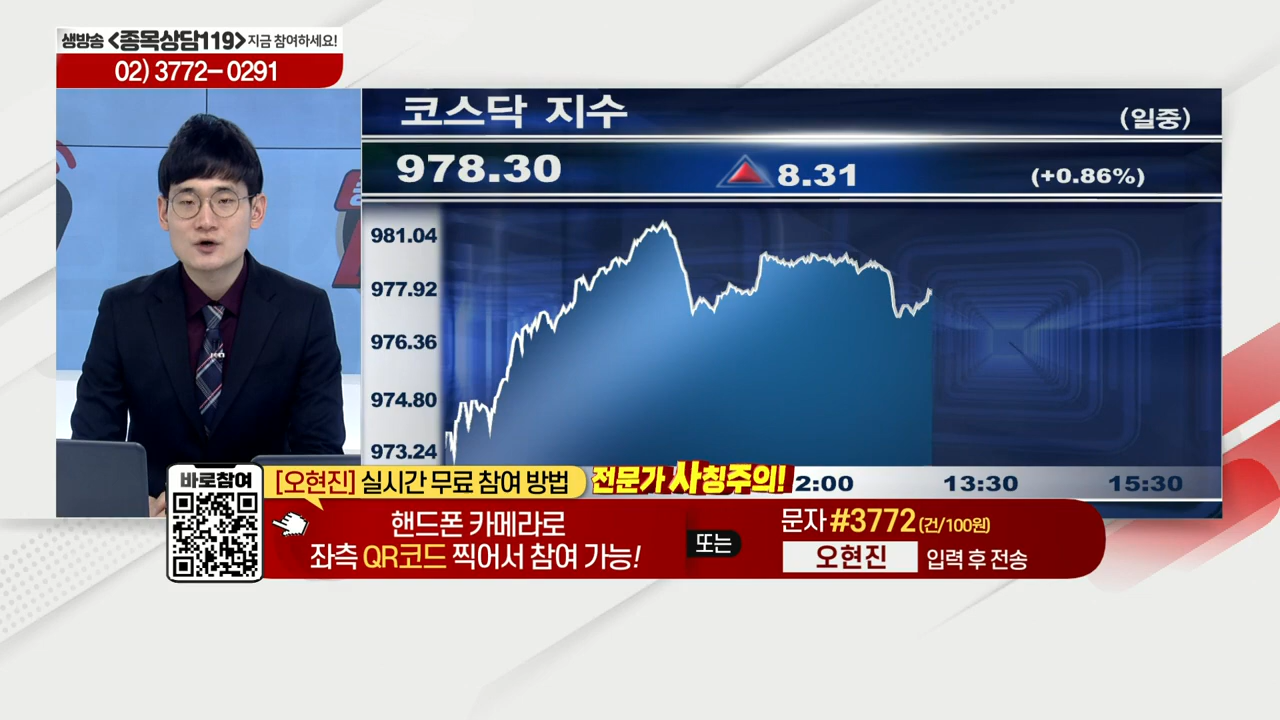 생방송 <종목상담119> 지금 참여하세요!
02) 3772-0291
코스닥 지수
(일중)
978.30
8.31
(+0.86%)
981.04
977.92
976.36
974.80
973.24
2:00
13:30
15:30
바로참여
[오현진] 실시간 무료 참여 방법
전문가 사칭주의!
핸드폰 카메라로
좌측 QR코드 찍어서 참여 가능!
또는
문자 #3772 (건/100원)
오현진 입력 후 전송